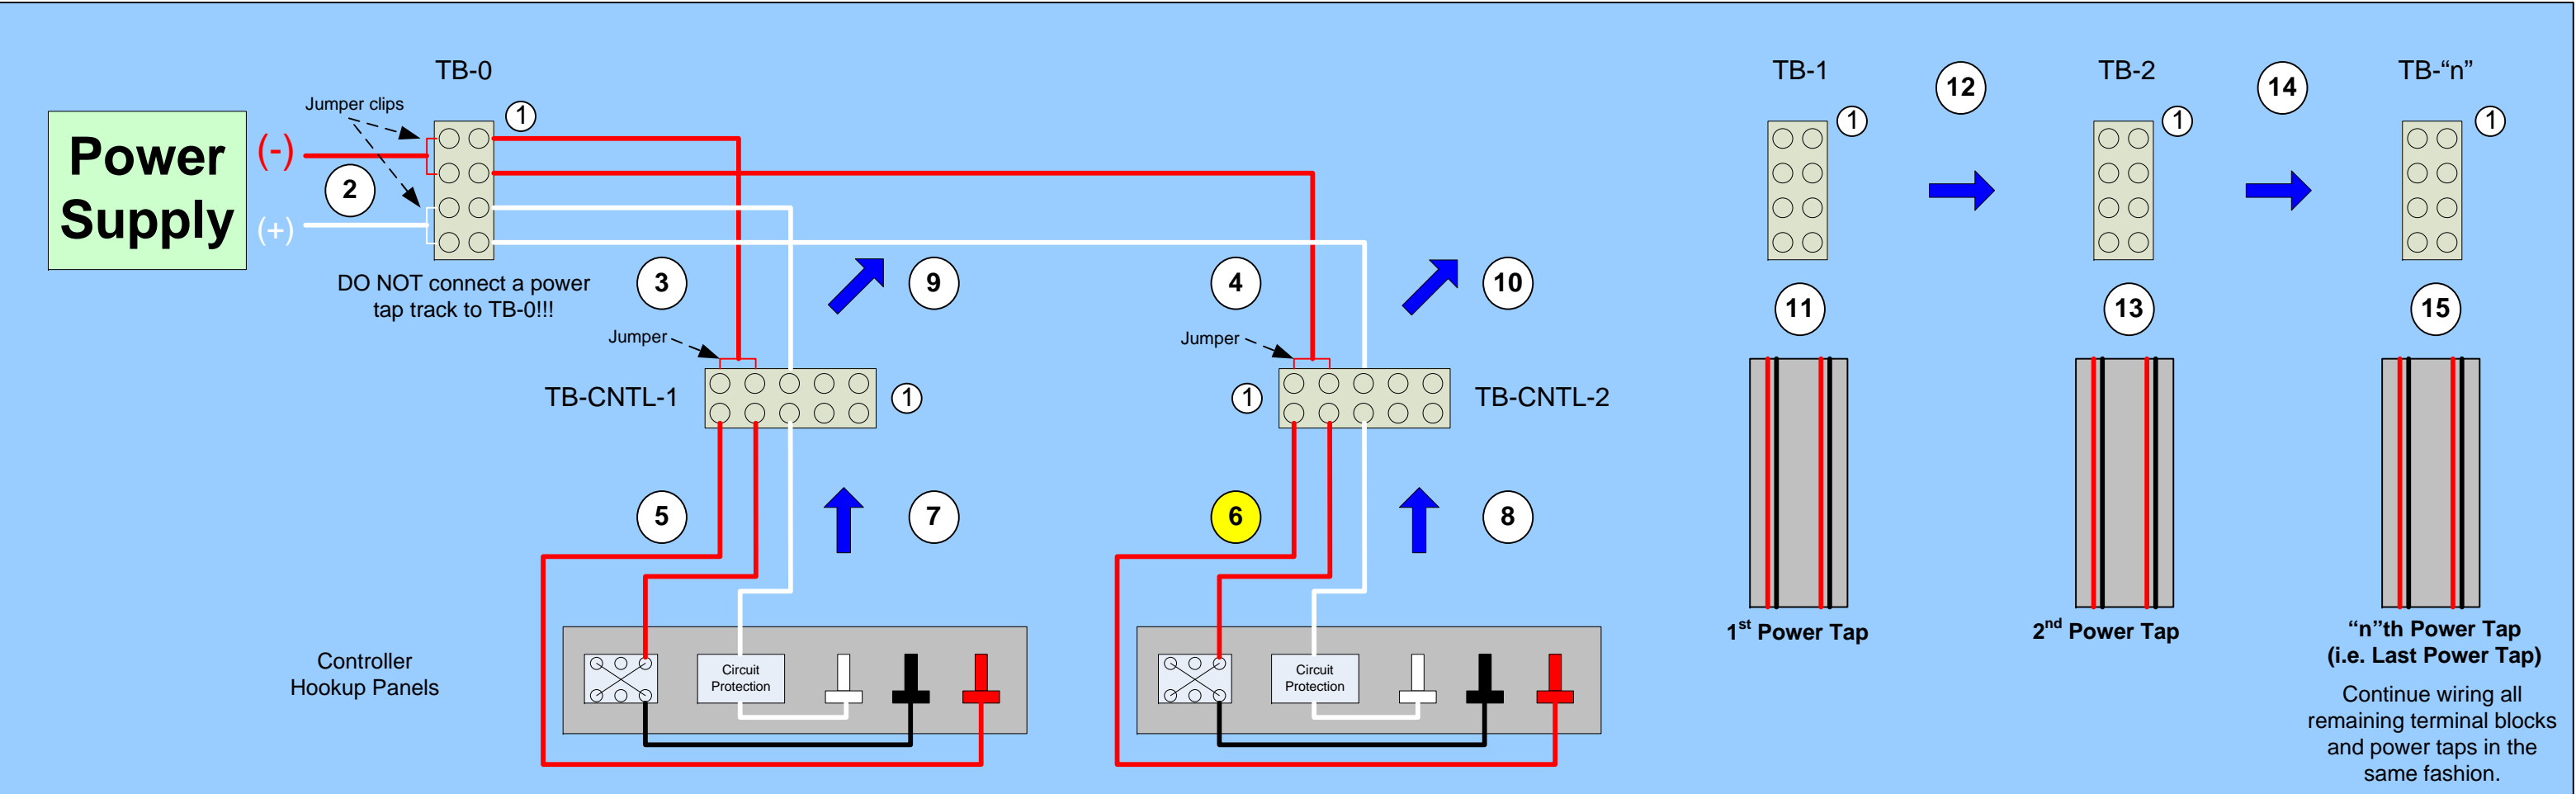 TB-0
Jumper clips
1
Power
Supply
(-)
(+)
2
DO NOT connect a power
tap track to TB-0!!!
3
9
4
10
Jumper
Jumper
TB-CNTL-1
1
1
TB-CNTL-2
5
7
6
8
Controller
Hookup Panels
Circuit
Protection
Circuit
Protection
TB-1
12
TB-2
14
TB-“n”
1
1
1
11
13
15
1st Power Tap
2nd Power Tap
“n”th Power Tap
(i.e. Last Power Tap)
Continue wiring all
remaining terminal blocks
and power taps in the
same fashion.